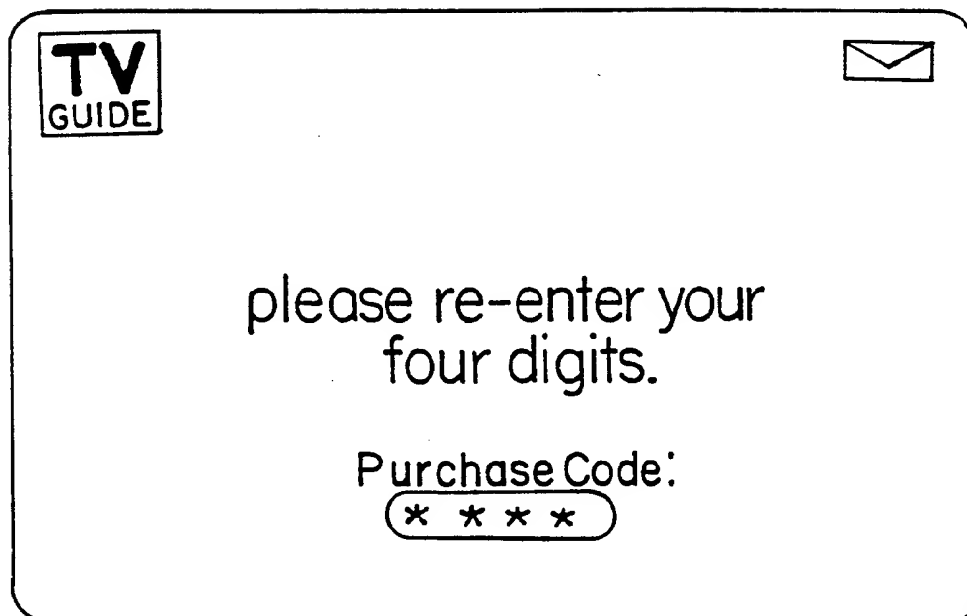 TV
GUIDE
please re-enter your
four digits.
Purchase Code:
* * * *